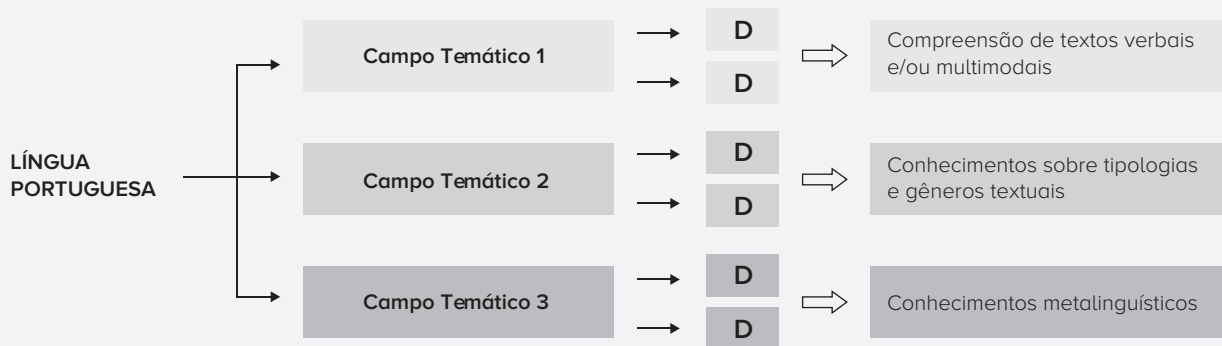 LÍNGUA
PORTUGUESA
Campo Temático 1
D
D
Compreensão de textos verbais
e/ou multimodais
Campo Temático 2
D
D
Conhecimentos sobre tipologias
e gêneros textuais
Campo Temático 3
D
D
Conhecimentos metalinguísticos